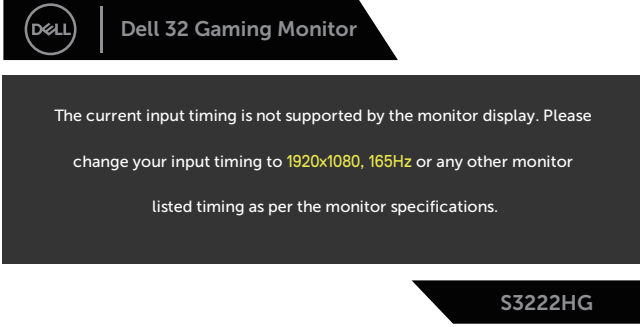 DELL
Dell 32 Gaming Monitor
The current input timing is not supported by the monitor display. Please
change your input timing to 1920x1080, 165Hz or any other monitor
listed timing as per the monitor specifications.
S3222HG